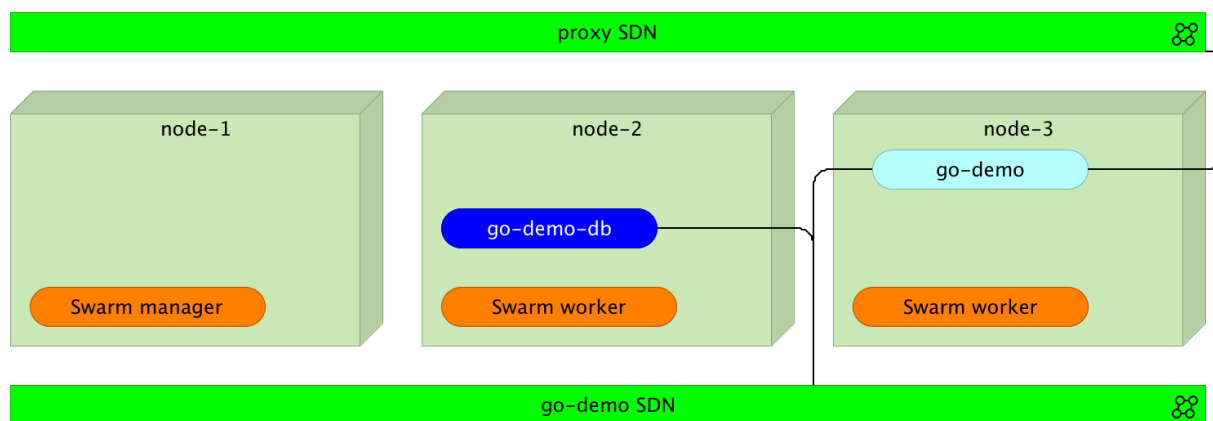 proxy SDN
node-1
node-2
node-3
go-demo
go-demo-db
Swarm manager
Swarm worker
Swarm worker
go-demo SDN